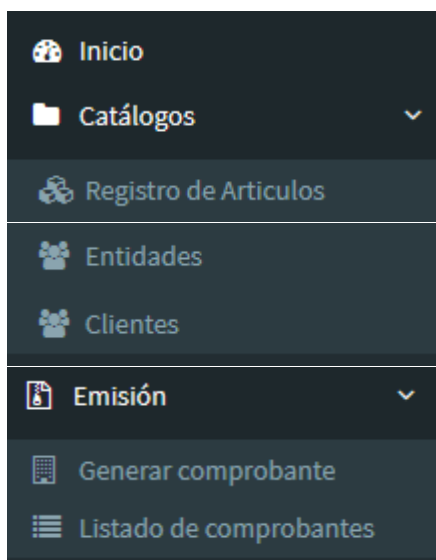 Inicio
Catálogos
Registro de Articulos
Entidades
Clientes
Emisión
Generar comprobante
Listado de comprobantes